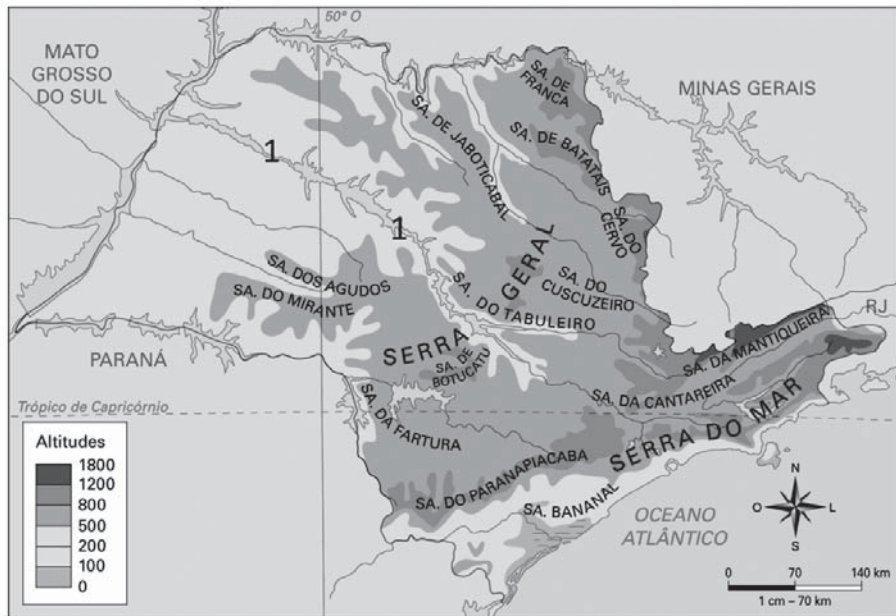 50° O
MATO
GROSSO
DO SUL
MINAS GERAIS
SA. DE
FRANCA
SA. DE JABOTICABAL
SA. DE BATATAIS
SA. DO
CERVO
1
1
SERRA GERAL
SA. DOS AGUDOS
SA. DO MIRANTE
SA. DO
CUSCUZEIRO
SA. DO TABULEIRO
RJ
SA. DA MANTIQUEIRA
PARANÁ
SA. DE
BOTUCATU
SA. DA CANTAREIRA
Trópico de Capricórnio
SA. DA FARTURA
SERRA DO MAR
SA. DO PARANAPIACABA
SA. BANANAL
OCEANO
ATLÂNTICO
Altitudes
1800
1200
800
500
200
100
0
N
O
L
S
0 70 140 km
1 cm – 70 km